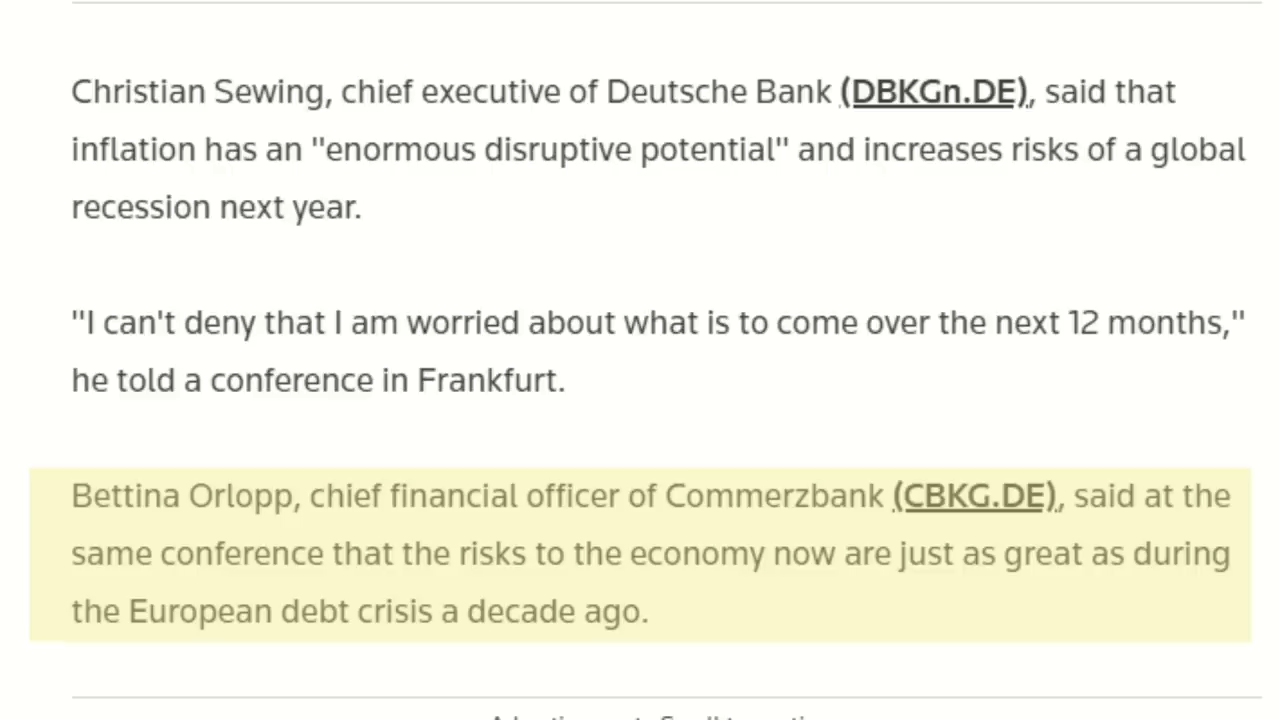 Christian Sewing, chief executive of Deutsche Bank (DBKGn.DE), said that
inflation has an "enormous disruptive potential" and increases risks of a global
recession next year.
"I can't deny that I am worried about what is to come over the next 12 months,"
he told a conference in Frankfurt.
Bettina Orlopp, chief financial officer of Commerzbank (CBKG.DE), said at the
same conference that the risks to the economy now are just as great as during
the European debt crisis a decade ago.